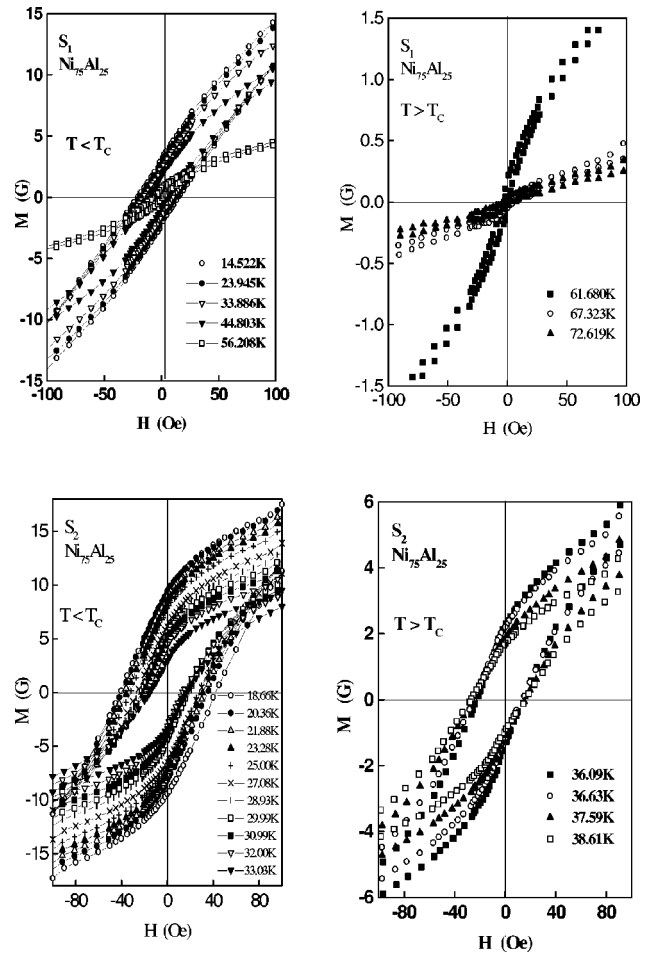 S1
Ni75Al25
T < TC
M (G)
15
10
5
0
-5
-10
-15
14.522K
23.945K
33.886K
44.803K
56.208K
-100 -50 0 50 100
H (Oe)
S1
Ni75Al25
T > TC
M (G)
1.5
1.0
0.5
0.0
-0.5
-1.0
-1.5
61.680K
67.323K
72.619K
-100 -50 0 50 100
H (Oe)
S2
Ni75Al25
T < TC
M (G)
15
10
5
0
-5
-10
-15
18.66K
20.36K
21.88K
23.28K
25.00K
27.08K
28.93K
29.99K
30.99K
32.00K
33.03K
-80 -40 0 40 80
H (Oe)
S2
Ni75Al25
T > TC
M (G)
6
4
2
0
-2
-4
-6
36.09K
36.63K
37.59K
38.61K
-80 -40 0 40 80
H (Oe)